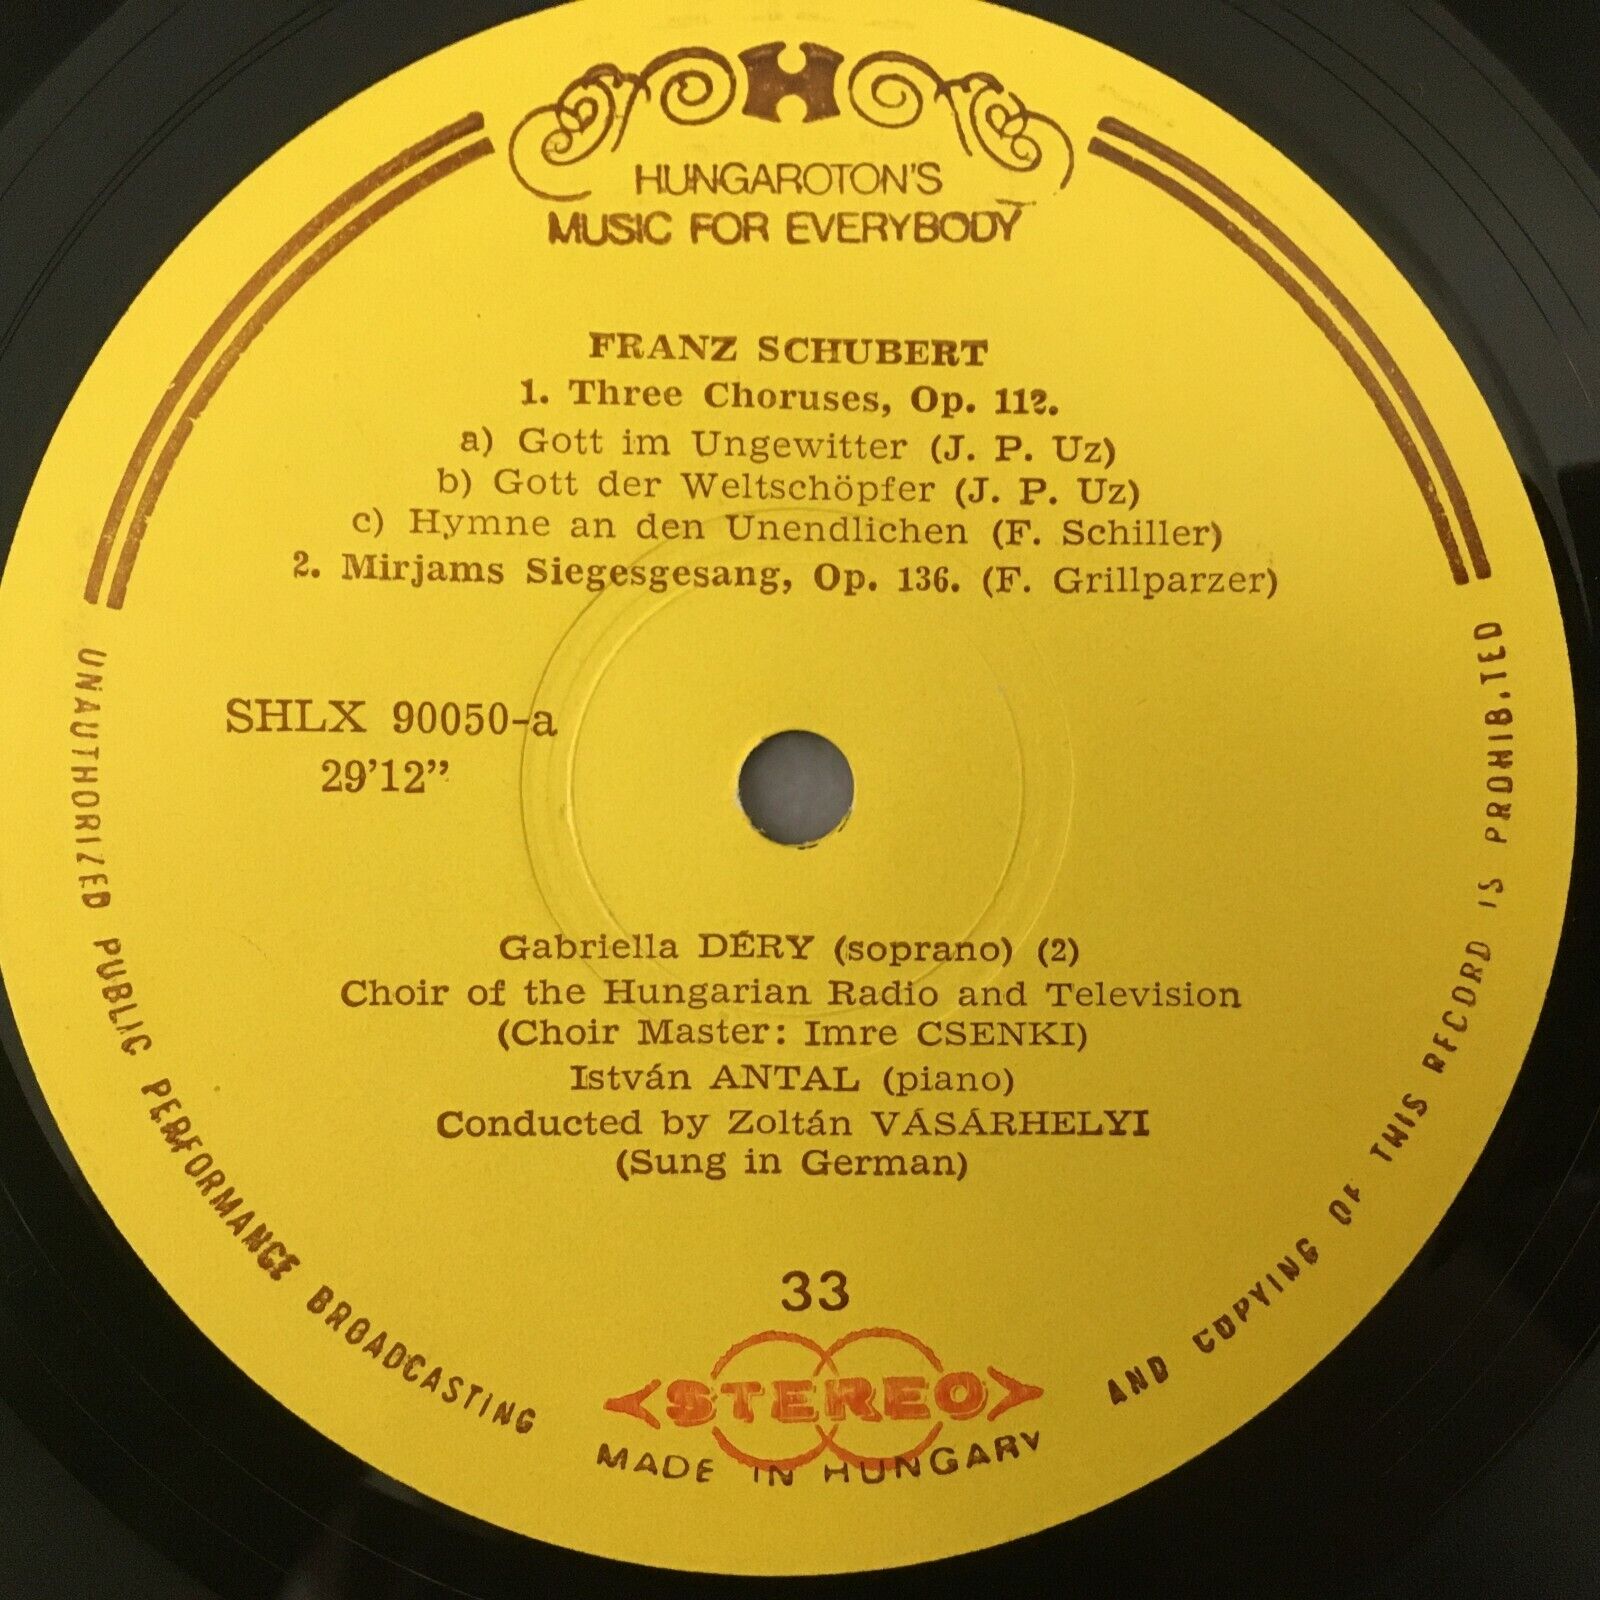 H
HUNGAROTON'S
MUSIC FOR EVERYBODY
FRANZ SCHUBERT
1. Three Choruses, Op. 112.
a) Gott im Ungewitter (J. P. Uz)
b) Gott der Weltschöpfer (J. P. Uz)
c) Hymne an den Unendlichen (F. Schiller)
2. Mirjams Siegesgesang, Op. 136. (F. Grillparzer)
SHLX 90050-a
29'12”
Gabriella DÉRY (soprano) (2)
Choir of the Hungarian Radio and Television
(Choir Master: Imre CSENKI)
István ANTAL (piano)
Conducted by Zoltán VÁSÁRHELYI
(Sung in German)
33
STEREO
MADE IN HUNGARY
UNAUTHORIZED PUBLIC PERFORMANCE BROADCASTING AND COPYING OF THIS RECORD IS PROHIBITED